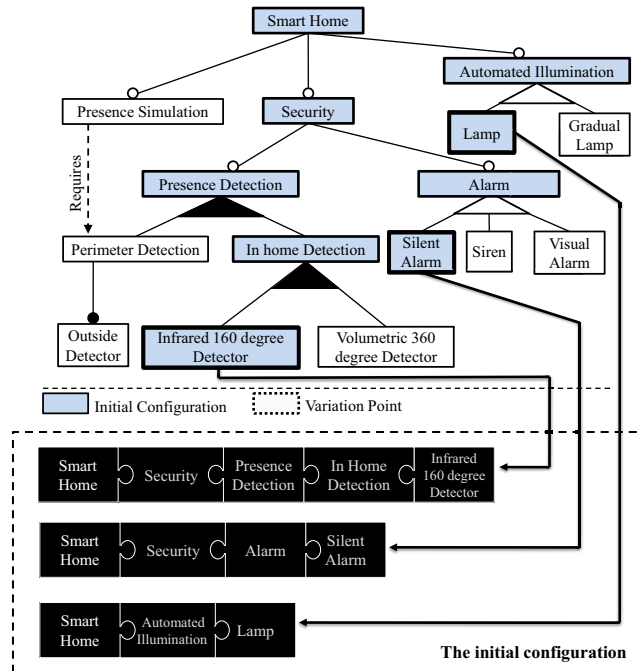 Smart Home
Automated Illumination
Presence Simulation
Security
Lamp
Gradual
Lamp
Requires
Presence Detection
Alarm
Perimeter Detection
In home Detection
Silent
Alarm
Siren
Visual
Alarm
Outside
Detector
Infrared 160 degree
Detector
Volumetric 360
degree Detector
Initial Configuration
Variation Point
Smart
Home
Security
Presence
Detection
In Home
Detection
Infrared
160 degree
Detector
Smart
Home
Security
Alarm
Silent
Alarm
Smart
Home
Automated
Illumination
Lamp
The initial configuration